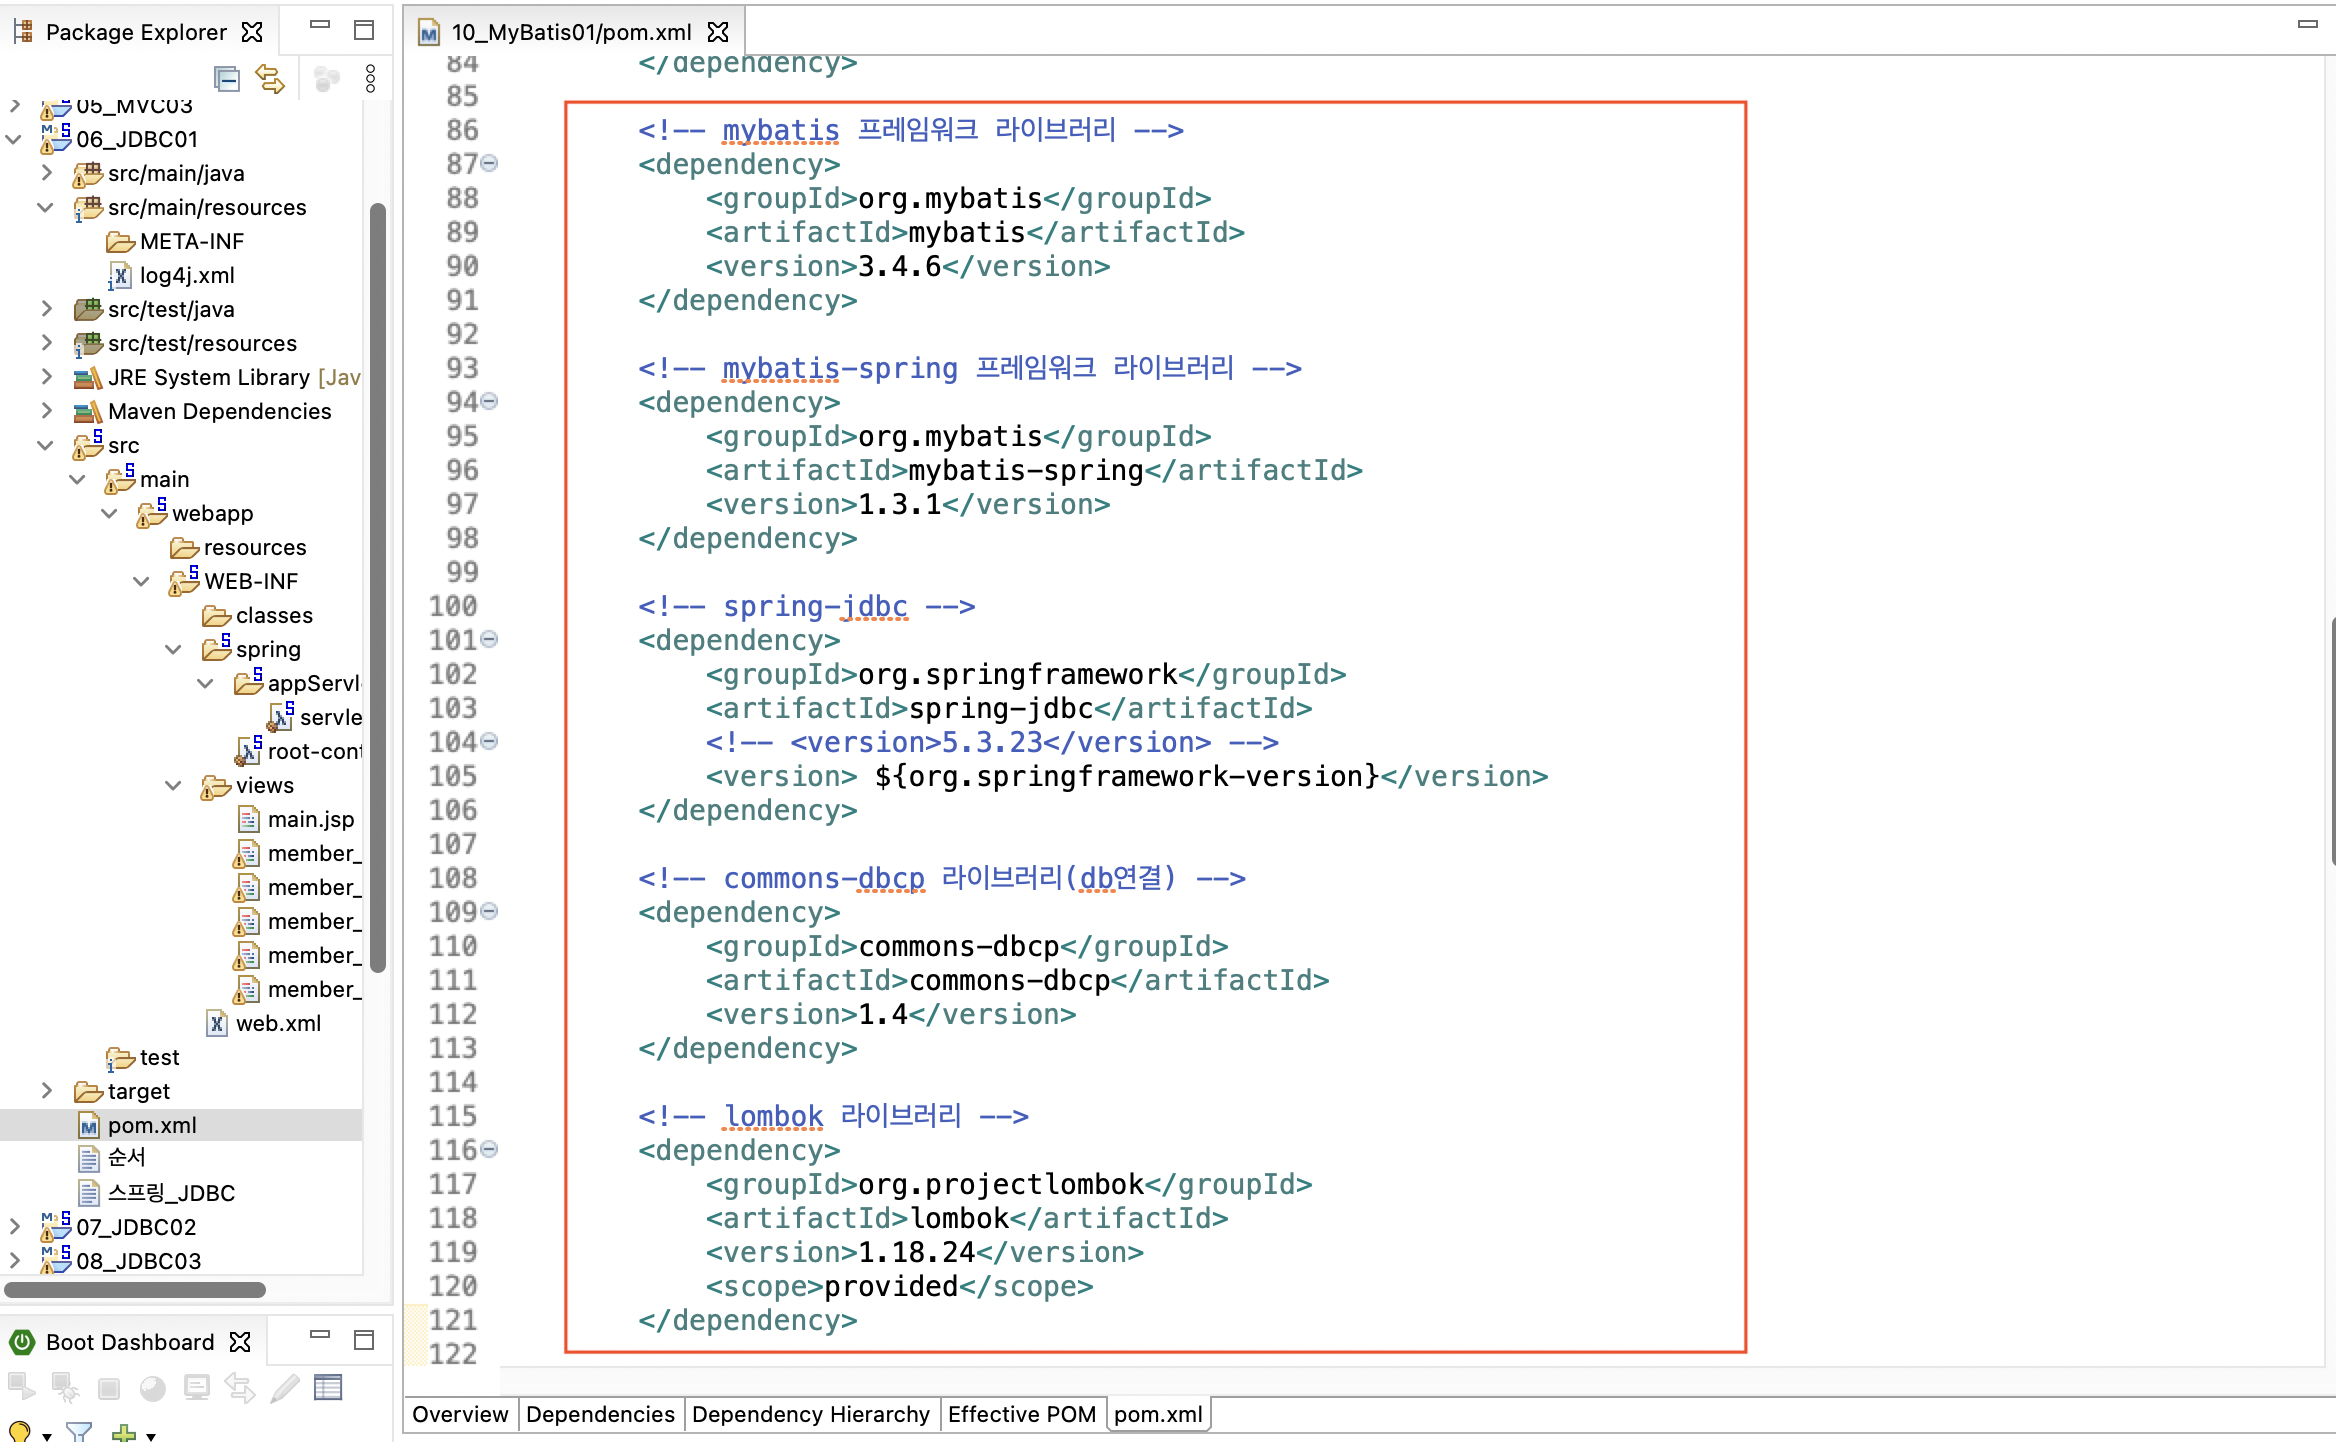 Package Explorer
05_MVC03
06_JDBC01
src/main/java
src/main/resources
META-INF
log4j.xml
src/test/java
src/test/resources
JRE System Library [Jav
Maven Dependencies
src
main
webapp
resources
WEB-INF
classes
spring
appServl
servle
root-cont
views
main.jsp
member_
member_
member_
member_
member_
web.xml
test
target
pom.xml
순서
스프링_JDBC
07_JDBC02
08_JDBC03
Boot Dashboard
10_MyBatis01/pom.xml
84 </dependency>
85
86 <!-- mybatis 프레임워크 라이브러리 -->
87 <dependency>
88 <groupId>org.mybatis</groupId>
89 <artifactId>mybatis</artifactId>
90 <version>3.4.6</version>
91 </dependency>
92
93 <!-- mybatis-spring 프레임워크 라이브러리 -->
94 <dependency>
95 <groupId>org.mybatis</groupId>
96 <artifactId>mybatis-spring</artifactId>
97 <version>1.3.1</version>
98 </dependency>
99
100 <!-- spring-jdbc -->
101 <dependency>
102 <groupId>org.springframework</groupId>
103 <artifactId>spring-jdbc</artifactId>
104 <!-- <version>5.3.23</version> -->
105 <version> ${org.springframework-version}</version>
106 </dependency>
107
108 <!-- commons-dbcp 라이브러리(db연결) -->
109 <dependency>
110 <groupId>commons-dbcp</groupId>
111 <artifactId>commons-dbcp</artifactId>
112 <version>1.4</version>
113 </dependency>
114
115 <!-- lombok 라이브러리 -->
116 <dependency>
117 <groupId>org.projectlombok</groupId>
118 <artifactId>lombok</artifactId>
119 <version>1.18.24</version>
120 <scope>provided</scope>
121 </dependency>
122
Overview Dependencies Dependency Hierarchy Effective POM pom.xml